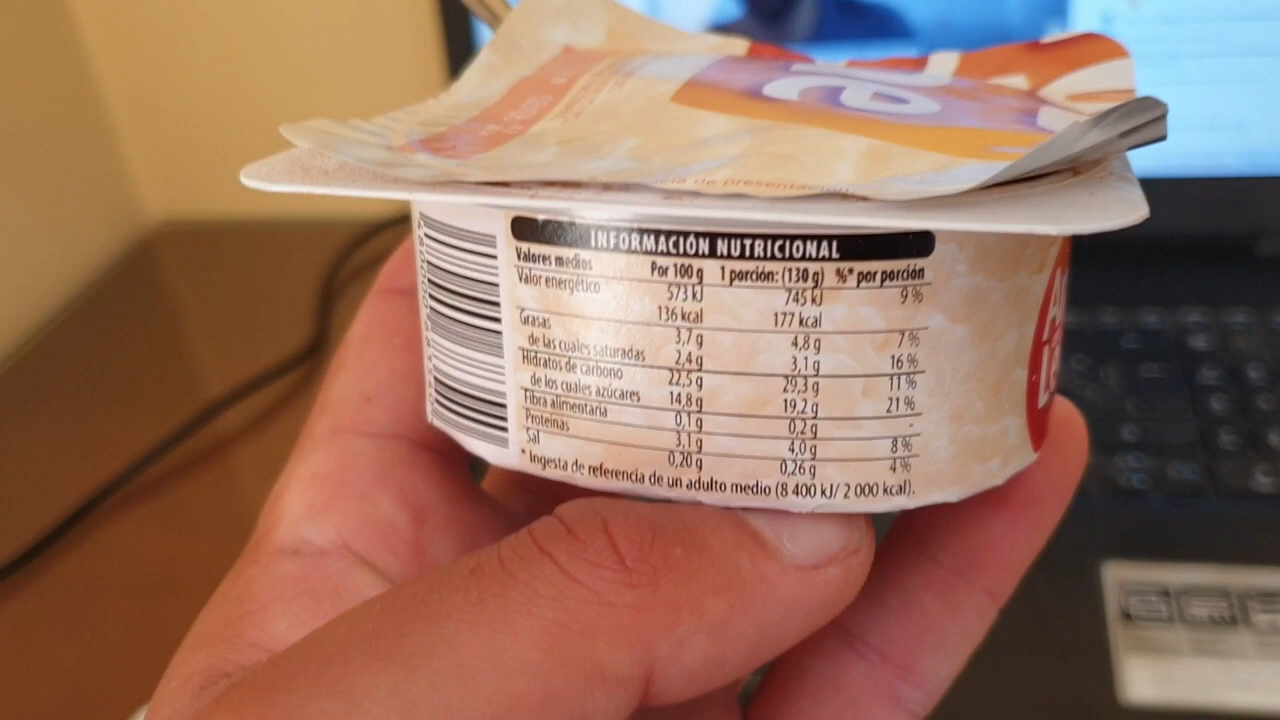 de presentación
INFORMACIÓN NUTRICIONAL
Valores medios Por 100 g 1 porción: (130 g) %* por porción
Valor energético 573 kJ 745 kJ 9 %
136 kcal 177 kcal
Grasas 3,7 g 4,8 g 7 %
de las cuales saturadas 2,4 g 3,1 g 16 %
Hidratos de carbono 22,5 g 29,3 g 11 %
de los cuales azúcares 14,8 g 19,2 g 21 %
Fibra alimentaria 0,1 g 0,2 g -
Proteínas 3,1 g 4,0 g 8 %
Sal 0,20 g 0,26 g 4 %
* Ingesta de referencia de un adulto medio (8 400 kJ/ 2 000 kcal).